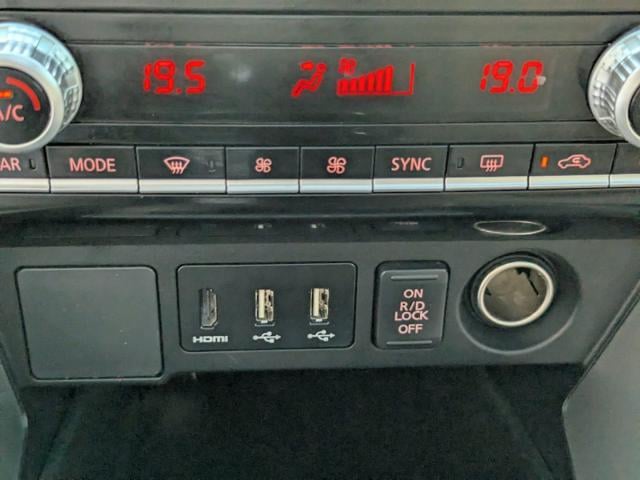 19.5 19.0
A/C
AR MODE SYNC
HDMI
ON
R/D
LOCK
OFF